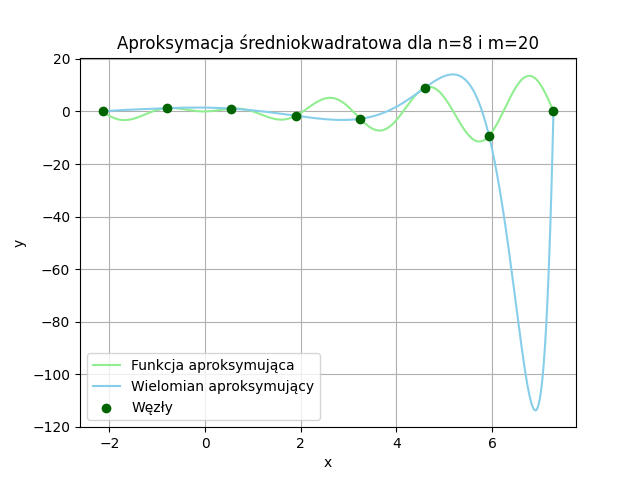 Aproksymacja średniokwadratowa dla n=8 i m=20
20
0
−20
−40
−60
−80
−100
−120
y
Funkcja aproksymująca
Wielomian aproksymujący
Węzły
−2
0
2
4
6
x